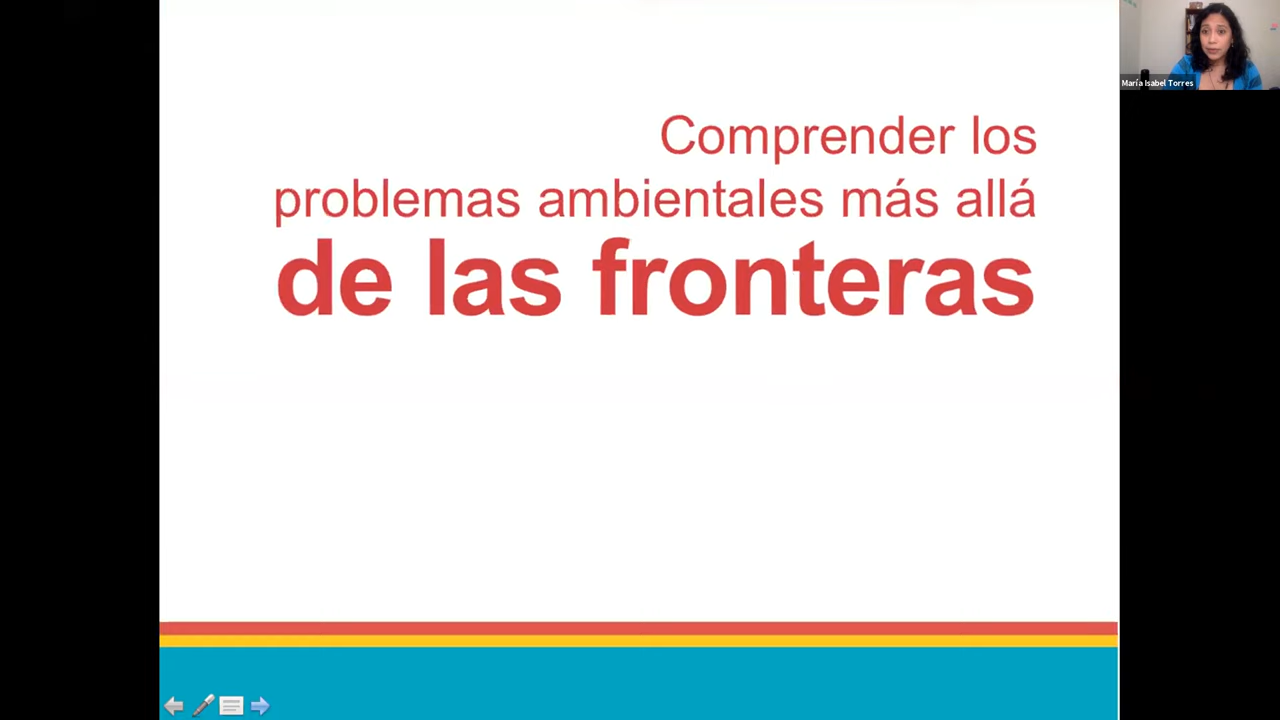 María Isabel Torres
Comprender los
problemas ambientales más allá
de las fronteras